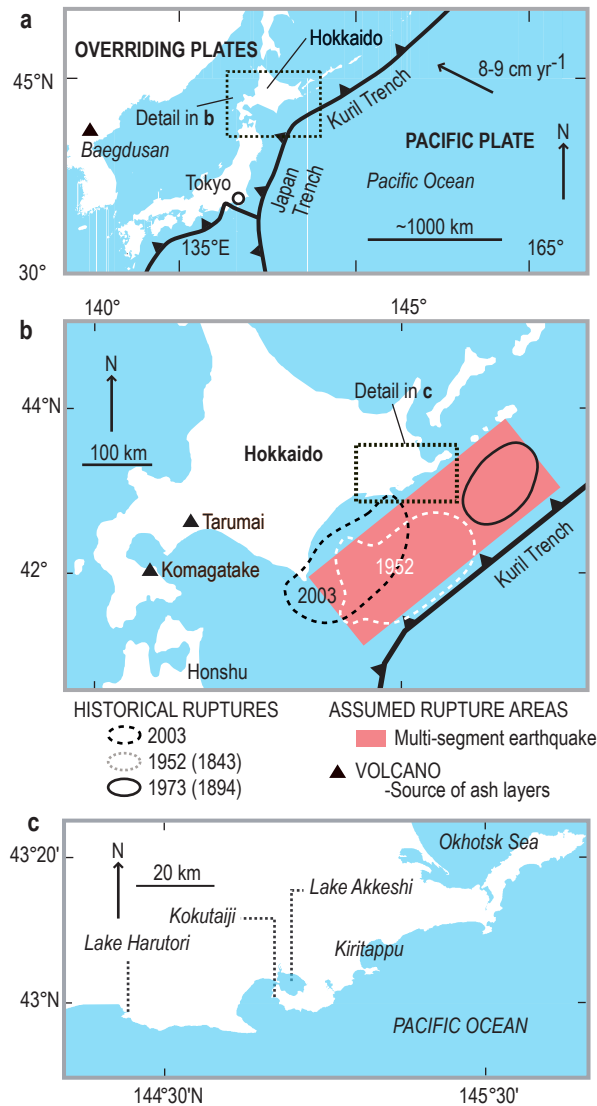 a
OVERRIDING PLATES
Hokkaido
45°N
8-9 cm yr-1
Detail in b
Kuril Trench
Baegdusan
PACIFIC PLATE
N
Tokyo
Japan
Trench
Pacific Ocean
~1000 km
135°E
165°
30°
140°
145°
b
N
Detail in c
44°N
100 km
Hokkaido
Tarumai
Komagatake
42°
1952
2003
Kuril Trench
Honshu
HISTORICAL RUPTURES
2003
1952 (1843)
1973 (1894)
ASSUMED RUPTURE AREAS
Multi-segment earthquake
VOLCANO
-Source of ash layers
c
Okhotsk Sea
43°20'
N
20 km
Lake Akkeshi
Kokutaiji
Lake Harutori
Kiritappu
43°N
PACIFIC OCEAN
144°30'N
145°30'